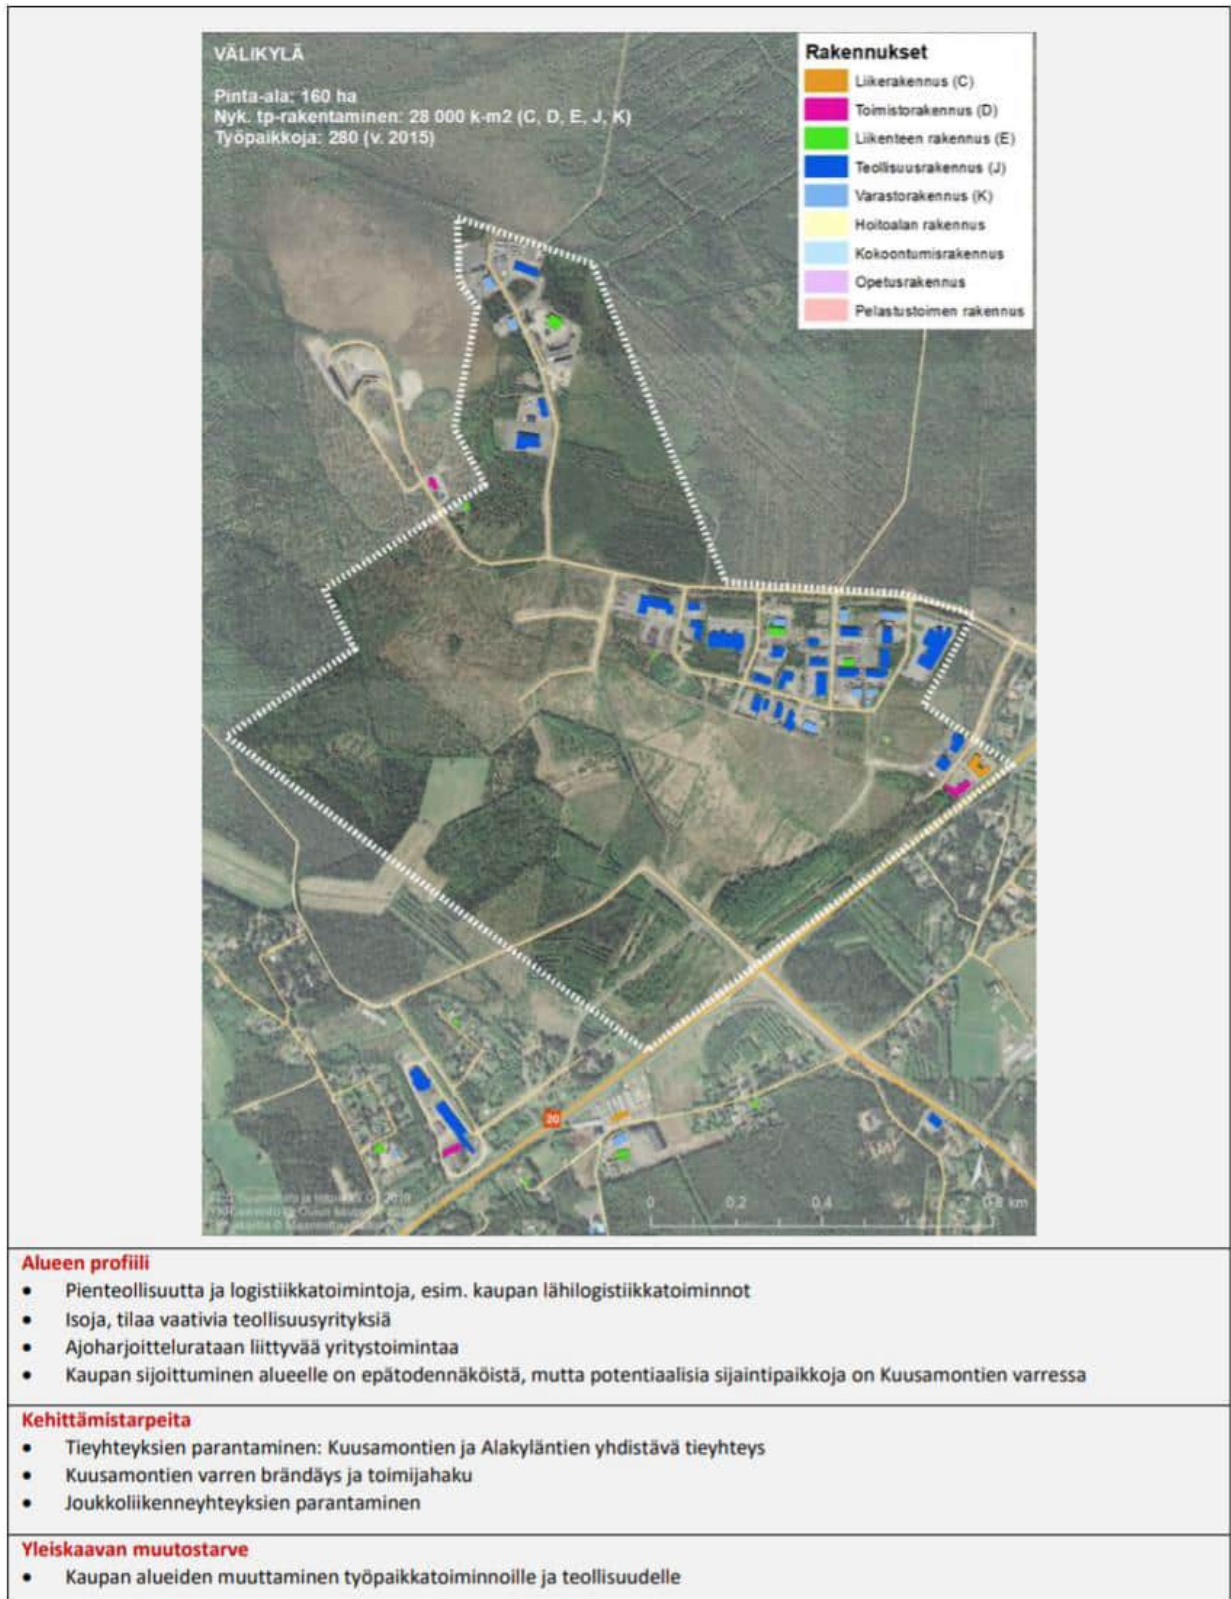 VÄLIKYLÄ
Pinta-ala: 160 ha
Nyk. tp-rakentaminen: 28 000 k-m2 (C, D, E, J, K)
Työpaikkoja: 280 (v. 2015)
Rakennukset
Liikerakennus (C)
Toimistorakennus (D)
Liikenteen rakennus (E)
Teollisuusrakennus (J)
Varastorakennus (K)
Hoitoalan rakennus
Kokoontumisrakennus
Opetusrakennus
Pelastustoimen rakennus
20
0 0.2 0.4 0.8 km
Alueen profiili
• Pienteollisuutta ja logistiikkatoimintoja, esim. kaupan lähilogistiikkatoiminnot
• Isoja, tilaa vaativia teollisuusyrityksiä
• Ajoharjoittelurataan liittyvää yritystoimintaa
• Kaupan sijoittuminen alueelle on epätodennäköistä, mutta potentiaalisia sijaintipaikkoja on Kuusamontien varressa
Kehittämistarpeita
• Tieyhteyksien parantaminen: Kuusamontien ja Alakyläntien yhdistävä tieyhteys
• Kuusamontien varren brändäys ja toimijahaku
• Joukkoliikenneyhteyksien parantaminen
Yleiskaavan muutostarve
• Kaupan alueiden muuttaminen työpaikkatoiminnoille ja teollisuudelle